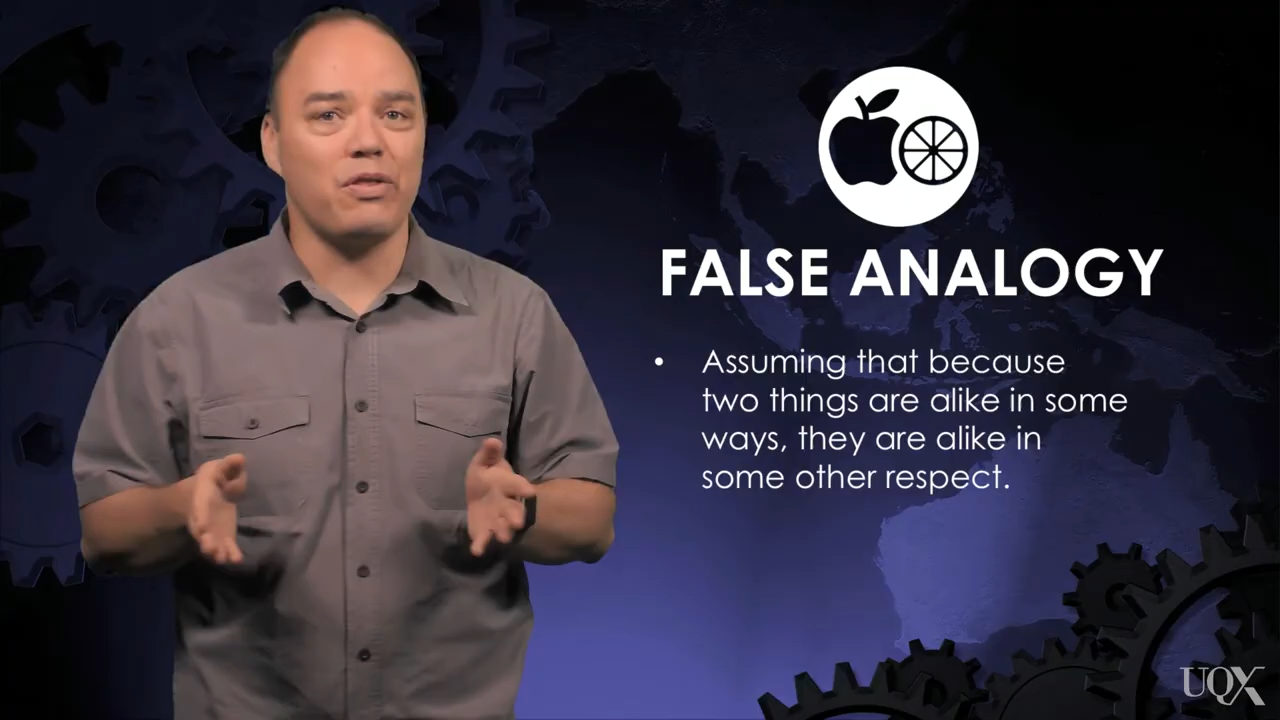 FALSE ANALOGY
• Assuming that because
two things are alike in some
ways, they are alike in
some other respect.
UQX